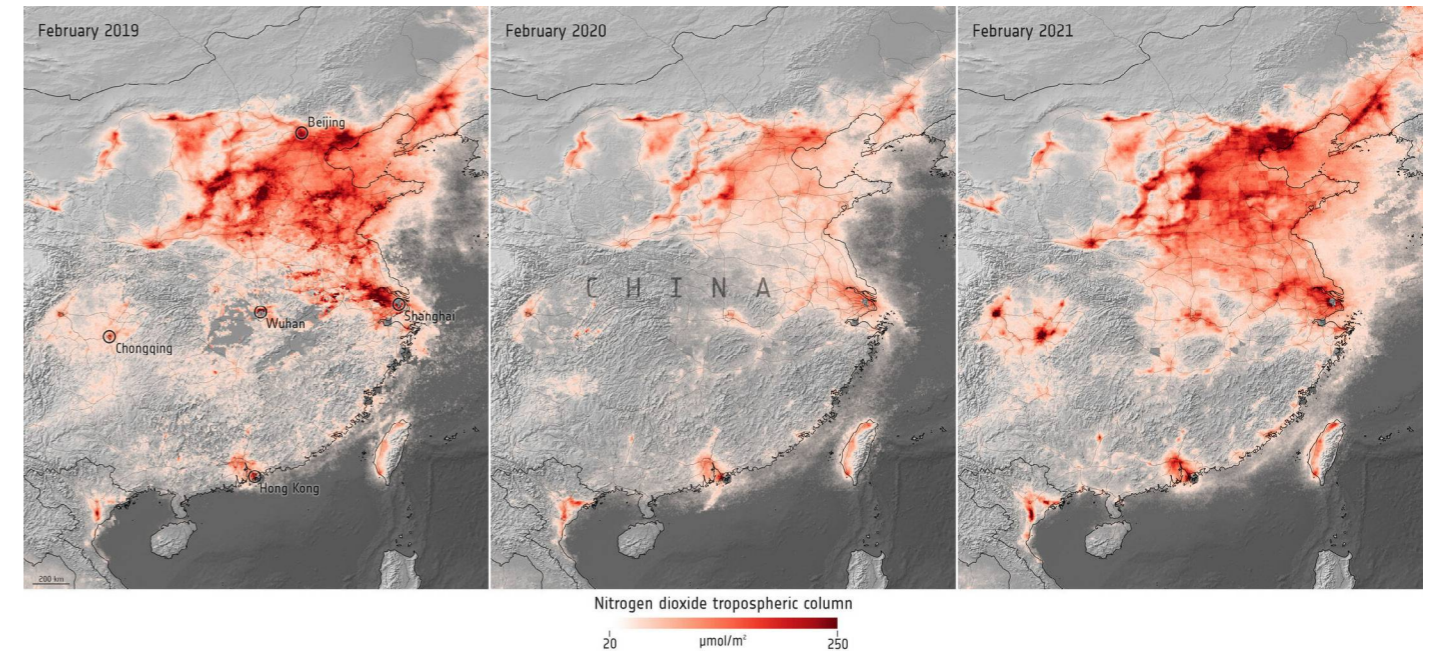 February 2019
February 2020
February 2021
Beijing
CHINA
Shanghai
Wuhan
Chongqing
Hong Kong
200 km
Nitrogen dioxide tropospheric column
20
µmol/m²
250